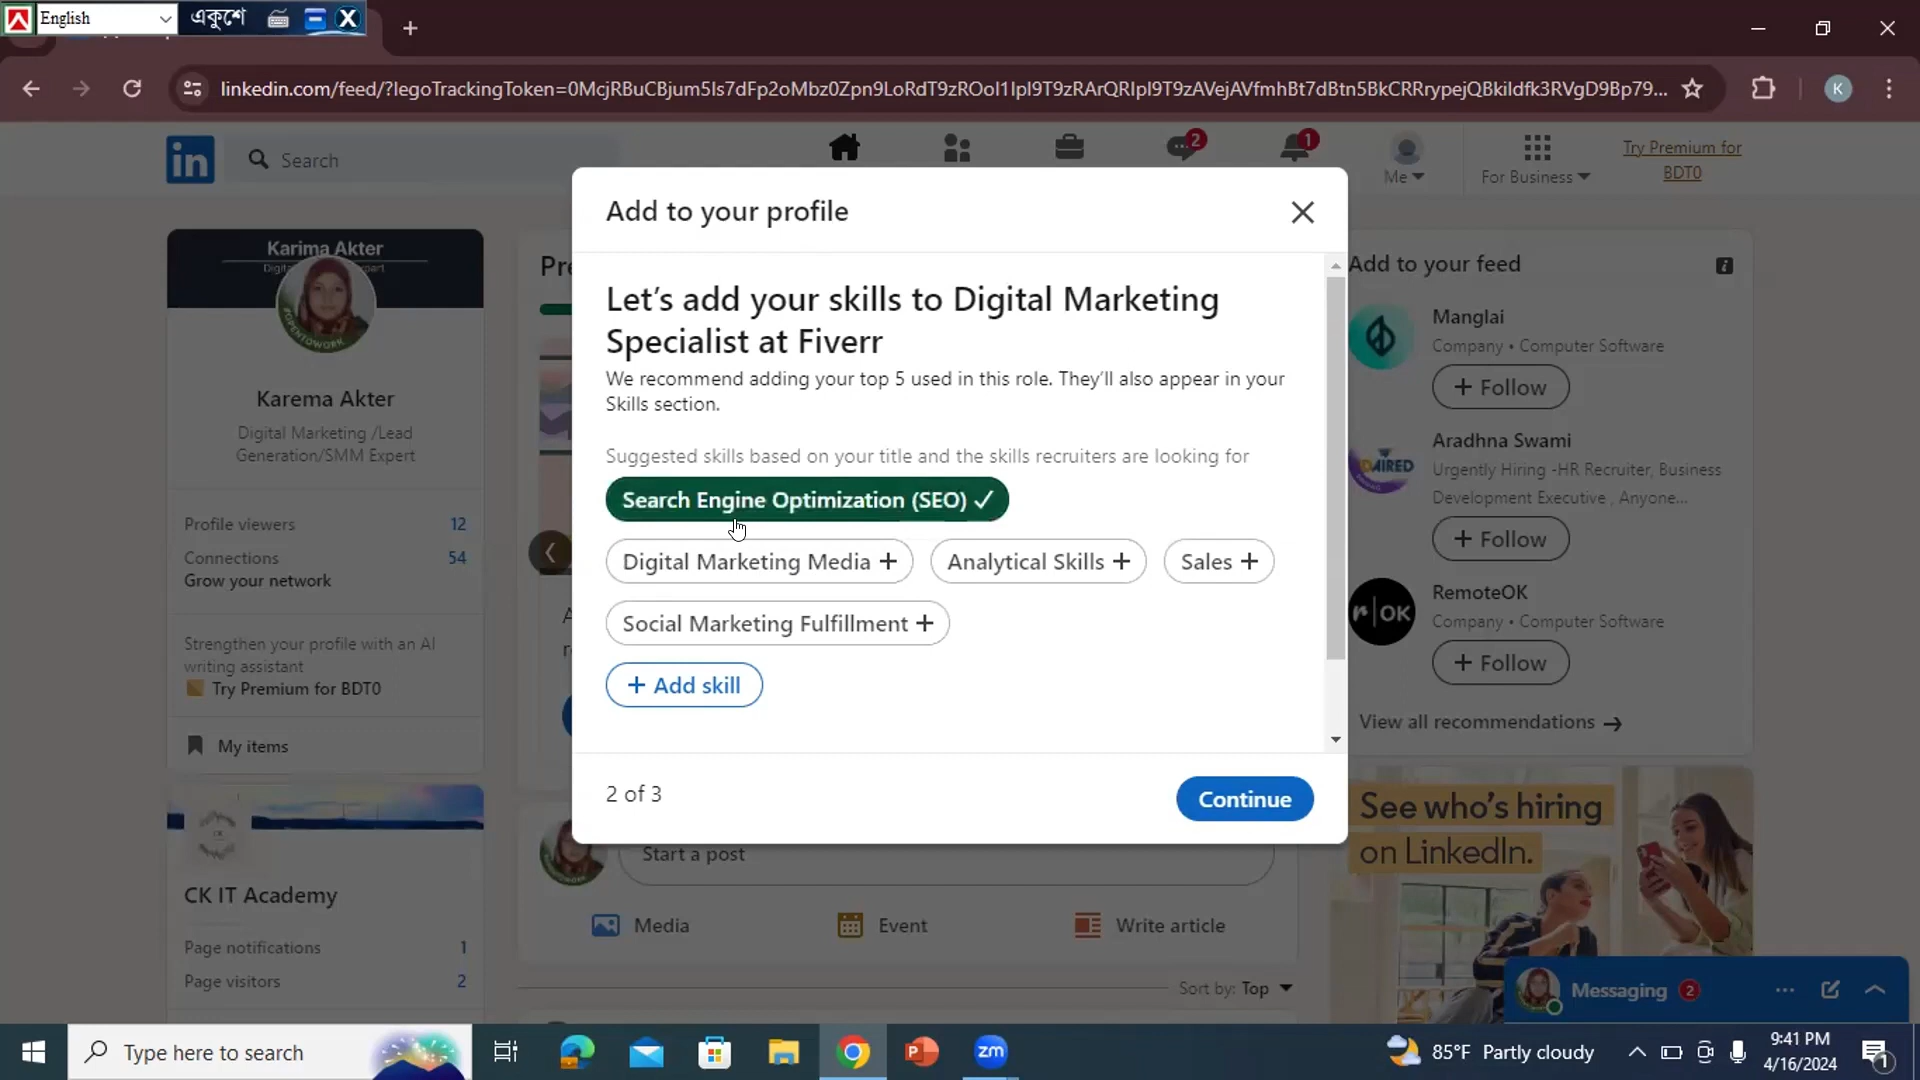 English
একুশে
linkedin.com/feed/?legoTrackingToken=0McjRBuCBjum5Is7dFp2oMbz0Zpn9LoRdT9zROoI1Ipl9T9zRArQRIpl9T9zAVejAVfmhBt7dBtn5BkCRRrypejQBkiIdfk3RVgD9Bp79...
K
in
Search
2
1
Me
For Business
Try Premium for
BDT0
Add to your profile
Let's add your skills to Digital Marketing
Specialist at Fiverr
We recommend adding your top 5 used in this role. They'll also appear in your
Skills section.
Suggested skills based on your title and the skills recruiters are looking for
Search Engine Optimization (SEO)
Digital Marketing Media
Analytical Skills
Sales
Social Marketing Fulfillment
+ Add skill
2 of 3
Continue
Karima Akter
#OPENTOWORK
Karema Akter
Digital Marketing /Lead
Generation/SMM Expert
Profile viewers 12
Connections 54
Grow your network
Strengthen your profile with an AI
writing assistant
Try Premium for BDT0
My items
CK IT Academy
Page notifications 1
Page visitors 2
Pre
A
Start a post
Media
Event
Write article
Sort by: Top
Add to your feed
Manglai
Company • Computer Software
+ Follow
Aradhna Swami
Urgently Hiring -HR Recruiter, Business
Development Executive , Anyone...
+ Follow
RemoteOK
Company • Computer Software
+ Follow
View all recommendations
See who's hiring
on LinkedIn.
Messaging 2
Type here to search
zm
85°F Partly cloudy
9:41 PM
4/16/2024
1